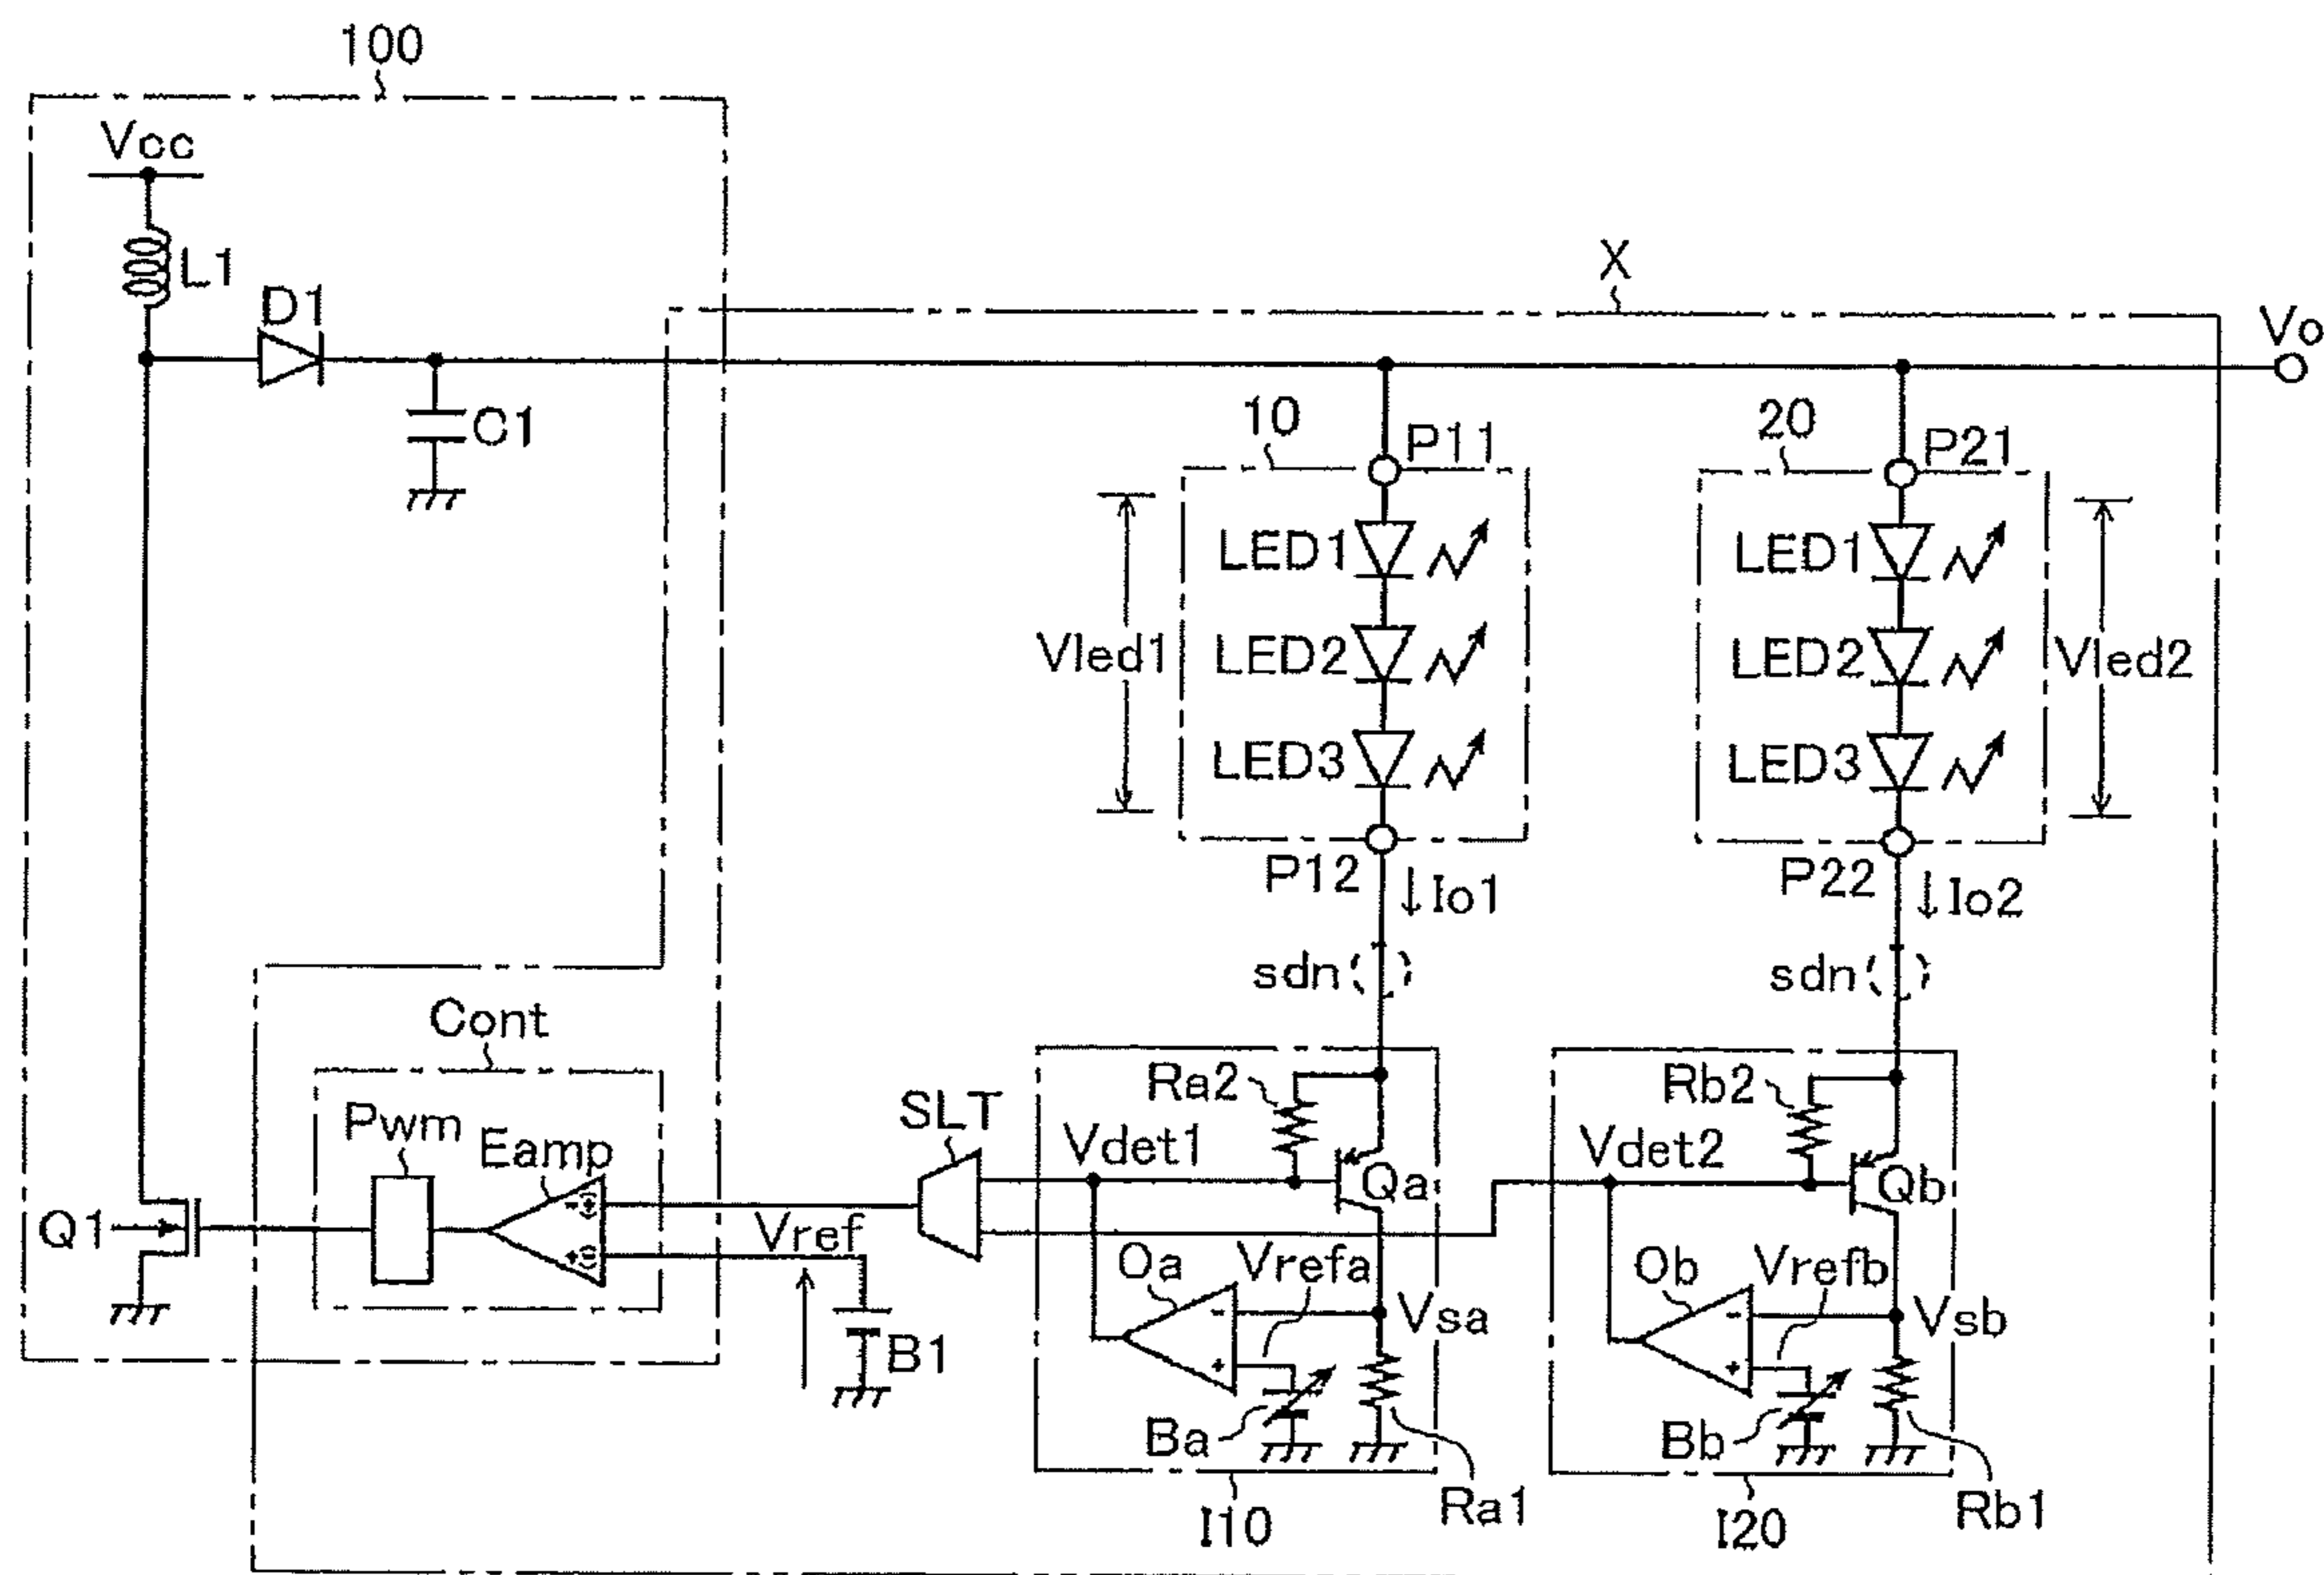 100
Vcc
L1
D1
C1
X
Vo
10
P11
20
P21
LED1
LED2
LED3
Vled1
LED1
LED2
LED3
Vled2
P12
Io1
P22
Io2
sdn
sdn
Cont
Pwm
Eamp
-(+)
+(-)
Q1
Vref
B1
SLT
Ra2
Vdet1
Qa
Oa
Vrefa
-
+
Vsa
Ba
Ra1
I10
Rb2
Vdet2
Qb
Ob
Vrefb
-
+
Vsb
Bb
Rb1
I20